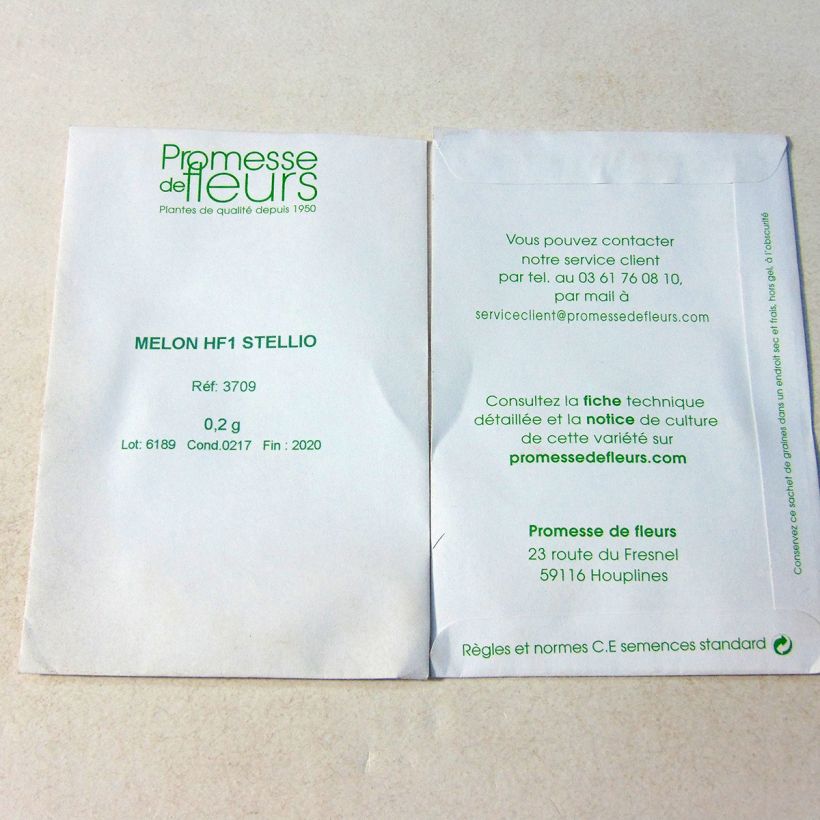 Promesse
de fleurs
Plantes de qualité depuis 1950
MELON HF1 STELLIO
Réf: 3709
0,2 g
Lot: 6189 Cond.0217 Fin : 2020
Vous pouvez contacter
notre service client
par tel. au 03 61 76 08 10,
par mail à
serviceclient@promessedefleurs.com
Consultez la fiche technique
détaillée et la notice de culture
de cette variété sur
promessedefleurs.com
Promesse de fleurs
23 route du Fresnel
59116 Houplines
Règles et normes C.E semences standard
Conservez ce sachet de graines dans un endroit sec et frais, hors gel, à l'obscurité